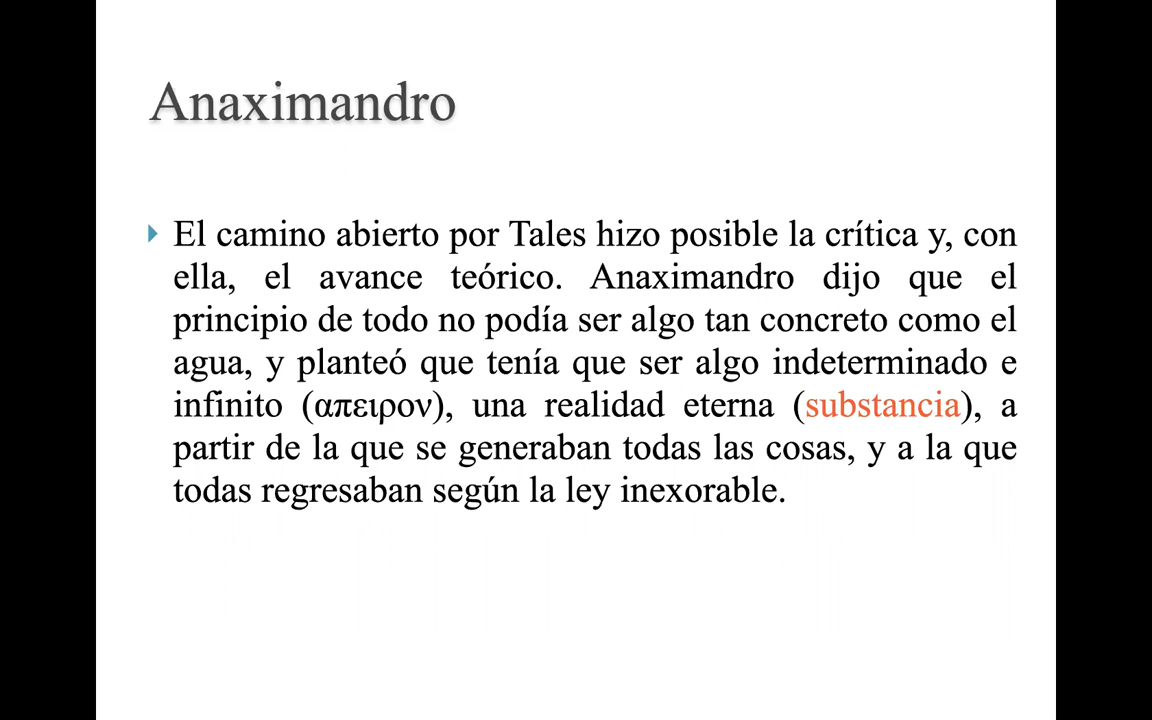 Anaximandro
El camino abierto por Tales hizo posible la crítica y, con
ella, el avance teórico. Anaximandro dijo que el
principio de todo no podía ser algo tan concreto como el
agua, y planteó que tenía que ser algo indeterminado e
infinito (απειρον), una realidad eterna (substancia), a
partir de la que se generaban todas las cosas, y a la que
todas regresaban según la ley inexorable.